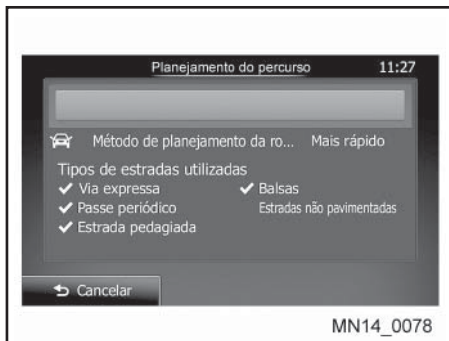 Planejamento do percurso 11:27
Método de planejamento da ro... Mais rápido
Tipos de estradas utilizadas
Via expressa Balsas
Passe periódico Estradas não pavimentadas
Estrada pedagiada
Cancelar
MN14_0078